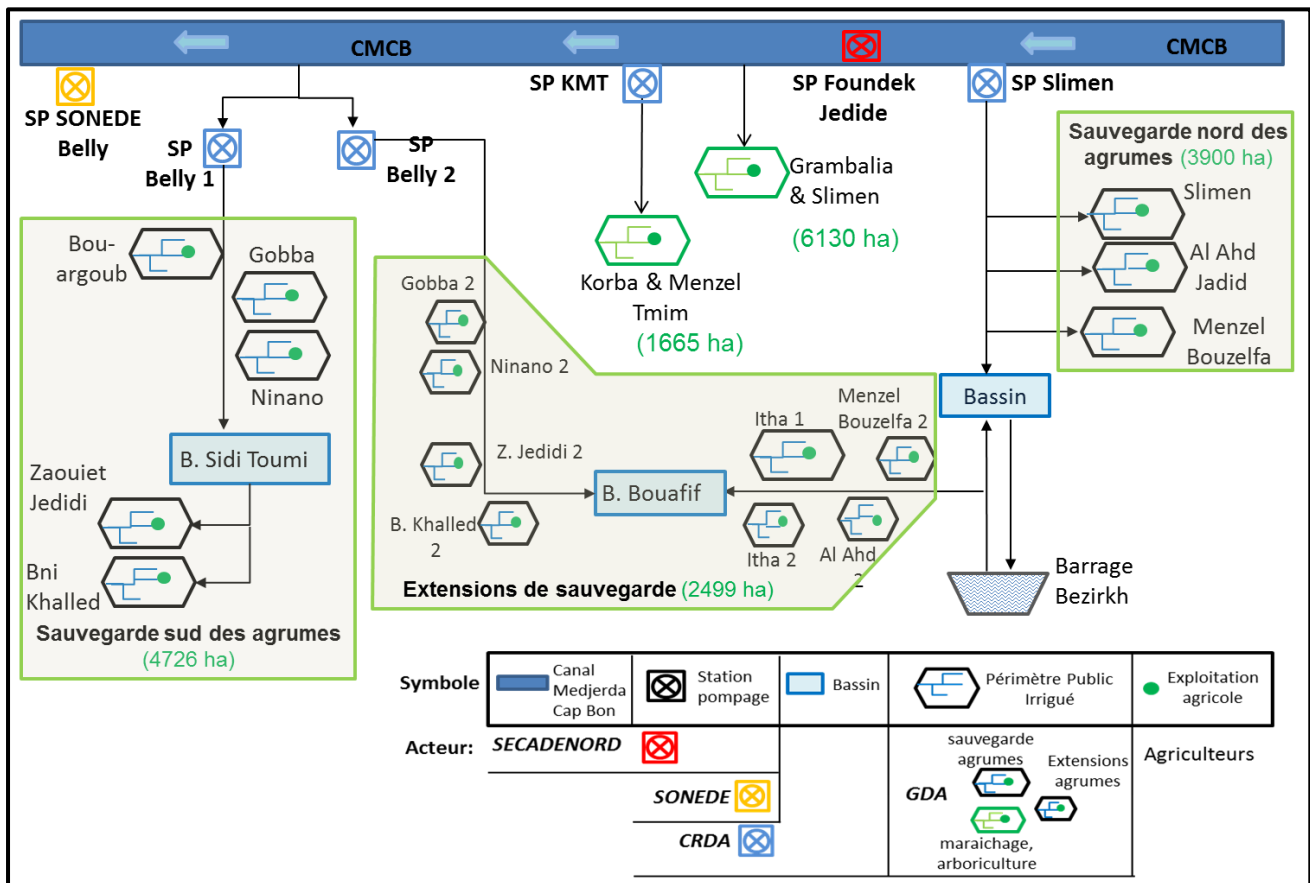 CMCB
CMCB
SP SONEDE
Belly
SP
Belly 1
SP
Belly 2
SP KMT
SP Foundek
Jedide
SP Slimen
Sauvegarde nord des
agrumes (3900 ha)
Slimen
Al Ahd
Jadid
Menzel
Bouzelfa
Grambalia
& Slimen
(6130 ha)
Korba & Menzel
Tmim
(1665 ha)
Bou-
argoub
Gobba
Ninano
B. Sidi Toumi
Zaouiet
Jedidi
Bni
Khalled
Sauvegarde sud des agrumes
(4726 ha)
Gobba 2
Ninano 2
Z. Jedidi 2
B. Khalled
2
B. Bouafif
Itha 1
Menzel
Bouzelfa 2
Itha 2
Al Ahd
2
Extensions de sauvegarde (2499 ha)
Bassin
Barrage
Bezirkh
Symbole
Canal
Medjerda
Cap Bon
Station
pompage
Bassin
Périmètre Public
Irrigué
Exploitation
agricole
Acteur:
SECADENORD
SONEDE
CRDA
GDA
sauvegarde
agrumes
Extensions
agrumes
maraichage,
arboriculture
Agriculteurs